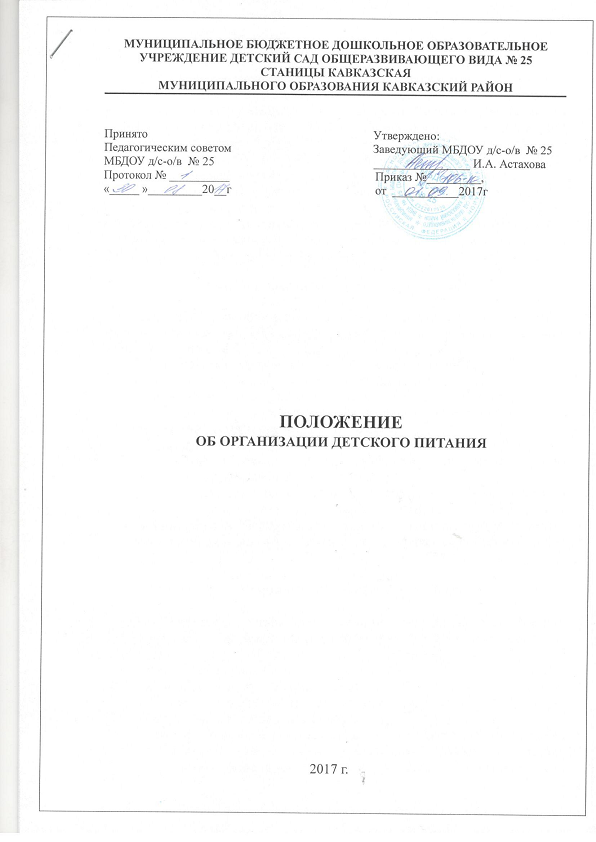 МУНИЦИПАЛЬНОЕ БЮДЖЕТНОЕ ДОШКОЛЬНОЕ ОБРАЗОВАТЕЛЬНОЕ
УЧРЕЖДЕНИЕ ДЕТСКИЙ САД ОБЩЕРАЗВИВАЮЩЕГО ВИДА № 25
СТАНИЦЫ КАВКАЗСКАЯ
МУНИЦИПАЛЬНОГО ОБРАЗОВАНИЯ КАВКАЗСКИЙ РАЙОН
Принято
Педагогическим советом
МБДОУ д/с-о/в № 25
Протокол № 1
« » 20 г
Утверждено:
Заведующий МБДОУ д/с-о/в № 25
И.А. Астахова
Приказ №
от 01.09. 2017г
ПОЛОЖЕНИЕ
ОБ ОРГАНИЗАЦИИ ДЕТСКОГО ПИТАНИЯ
2017 г.